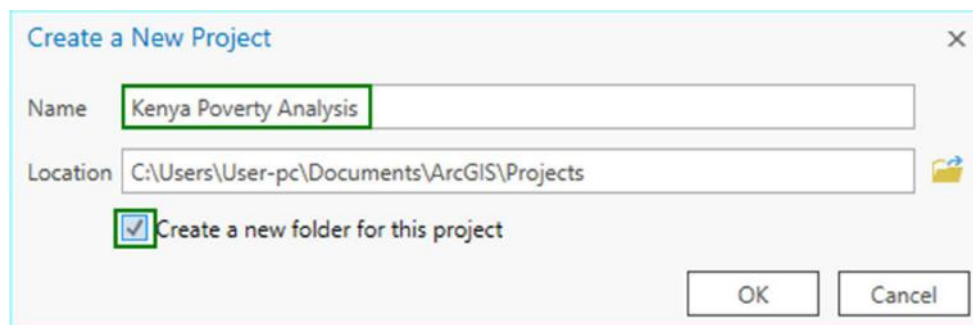 Create a New Project
Name Kenya Poverty Analysis
Location C:\Users\User-pc\Documents\ArcGIS\Projects
Create a new folder for this project
OK Cancel